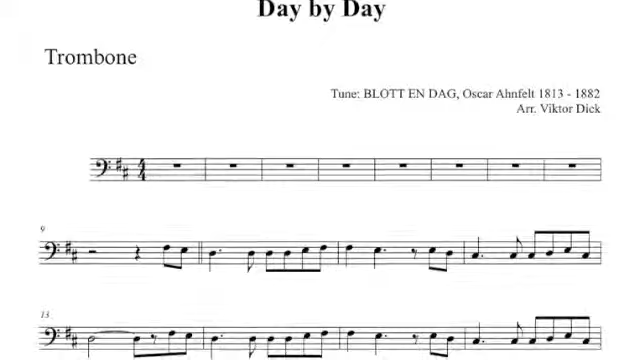 Day by Day
Trombone
Tune: BLOTT EN DAG, Oscar Ahnfelt 1813 - 1882
Arr. Viktor Dick
9
13